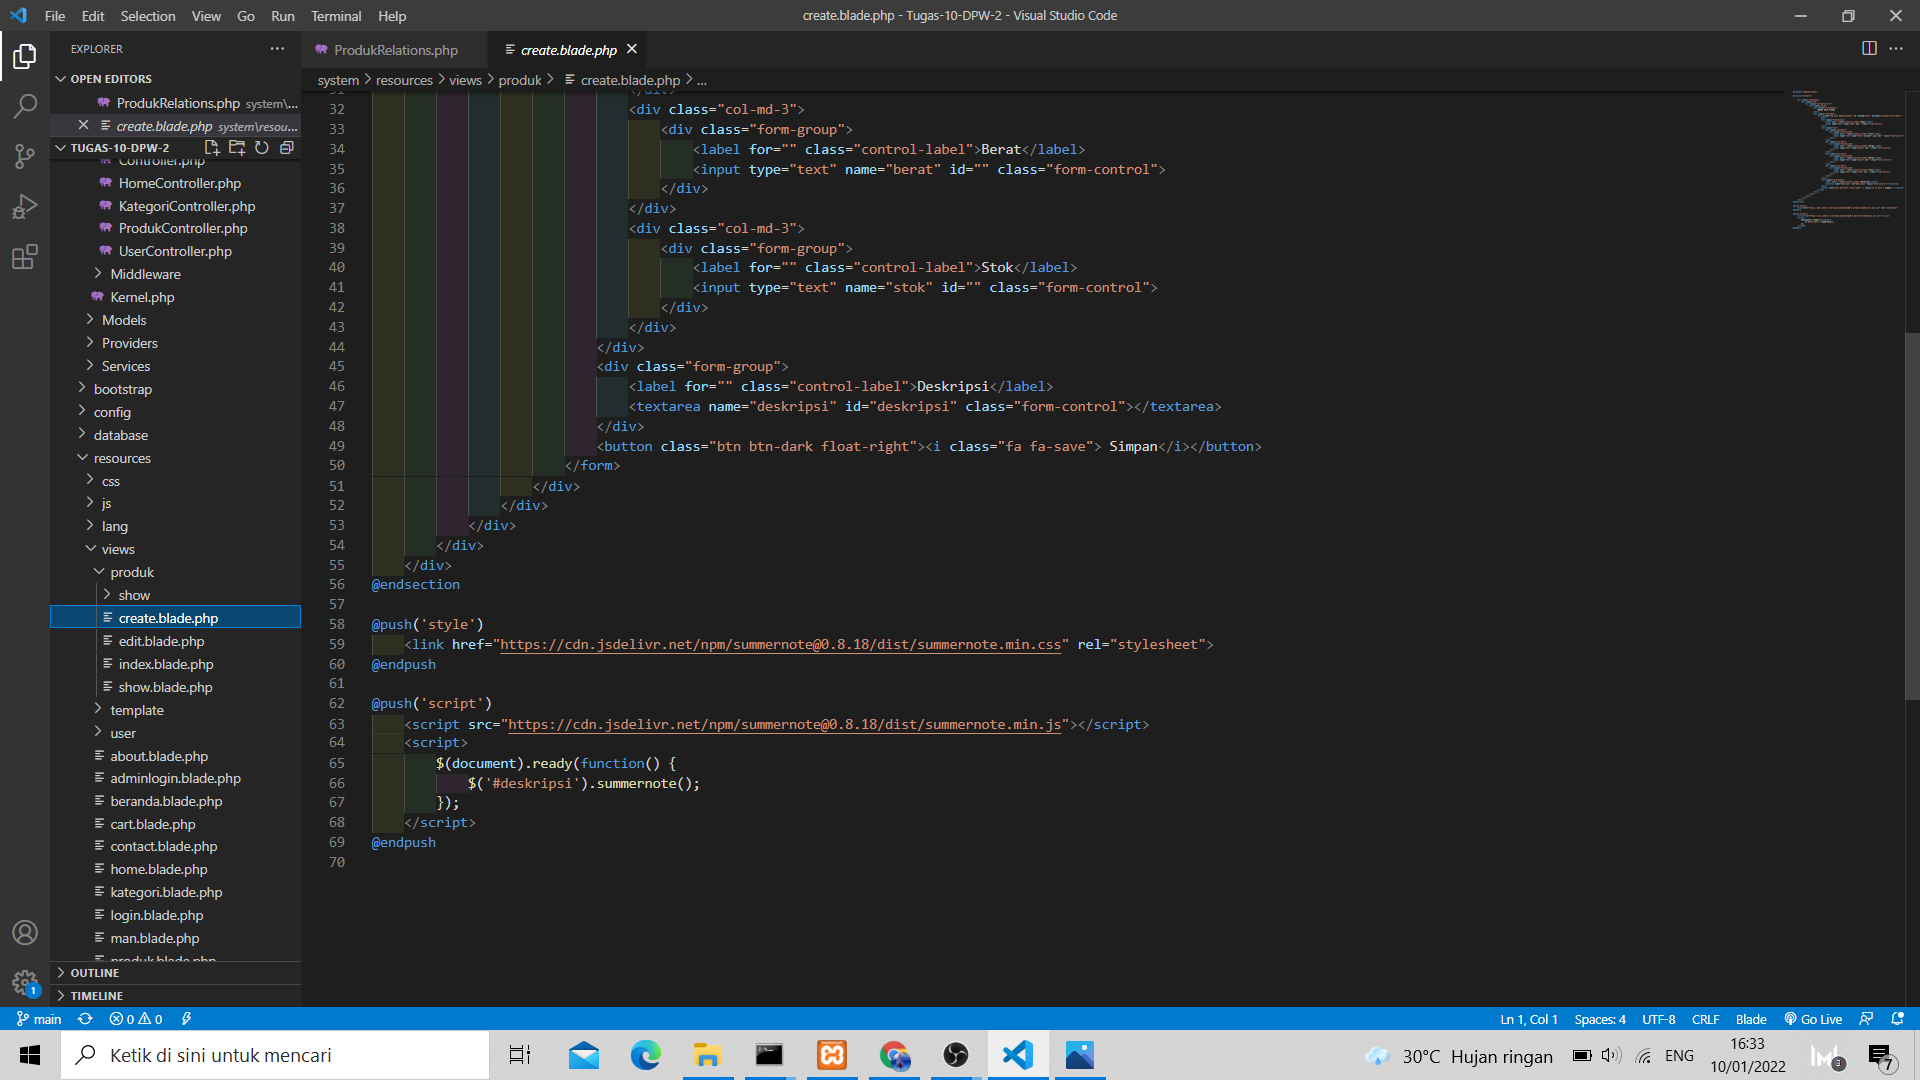 File Edit Selection View Go Run Terminal Help
create.blade.php - Tugas-10-DPW-2 - Visual Studio Code
EXPLORER
OPEN EDITORS
ProdukRelations.php system\...
create.blade.php system\resou...
TUGAS-10-DPW-2
Controller.php
HomeController.php
KategoriController.php
ProdukController.php
UserController.php
Middleware
Kernel.php
Models
Providers
Services
bootstrap
config
database
resources
css
js
lang
views
produk
show
create.blade.php
edit.blade.php
index.blade.php
show.blade.php
template
user
about.blade.php
adminlogin.blade.php
beranda.blade.php
cart.blade.php
contact.blade.php
home.blade.php
kategori.blade.php
login.blade.php
man.blade.php
produk.blade.php
OUTLINE
TIMELINE
ProdukRelations.php
create.blade.php
system > resources > views > produk > create.blade.php > ...
31 </div>
32 <div class="col-md-3">
33 <div class="form-group">
34 <label for="" class="control-label">Berat</label>
35 <input type="text" name="berat" id="" class="form-control">
36 </div>
37 </div>
38 <div class="col-md-3">
39 <div class="form-group">
40 <label for="" class="control-label">Stok</label>
41 <input type="text" name="stok" id="" class="form-control">
42 </div>
43 </div>
44 </div>
45 <div class="form-group">
46 <label for="" class="control-label">Deskripsi</label>
47 <textarea name="deskripsi" id="deskripsi" class="form-control"></textarea>
48 </div>
49 <button class="btn btn-dark float-right"><i class="fa fa-save"> Simpan</i></button>
50 </form>
51 </div>
52 </div>
53 </div>
54 </div>
55 </div>
56 @endsection
57
58 @push('style')
59 <link href="https://cdn.jsdelivr.net/npm/summernote@0.8.18/dist/summernote.min.css" rel="stylesheet">
60 @endpush
61
62 @push('script')
63 <script src="https://cdn.jsdelivr.net/npm/summernote@0.8.18/dist/summernote.min.js"></script>
64 <script>
65 $(document).ready(function() {
66 $('#deskripsi').summernote();
67 });
68 </script>
69 @endpush
70
1
main
0 0
Ln 1, Col 1 Spaces: 4 UTF-8 CRLF Blade Go Live
Ketik di sini untuk mencari
30°C Hujan ringan
ENG
16:33
10/01/2022
3
7